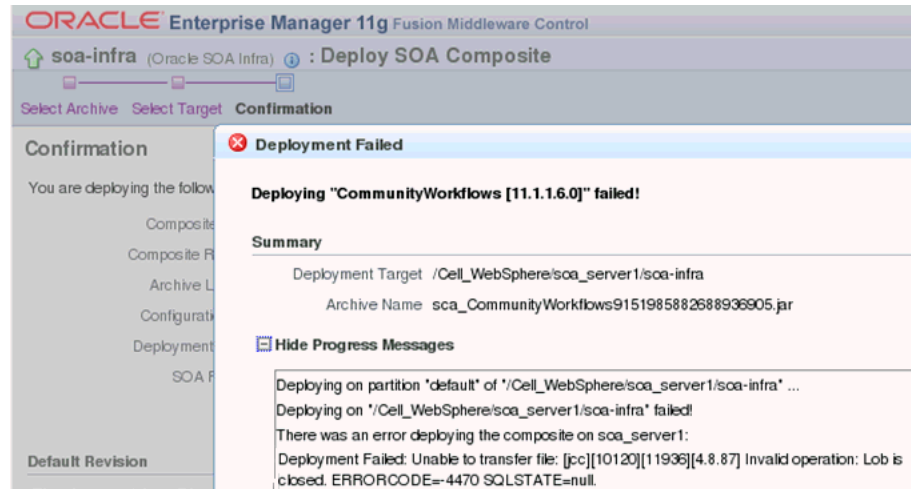 ORACLE Enterprise Manager 11g Fusion Middleware Control
soa-infra (Oracle SOA Infra) : Deploy SOA Composite
Select Archive Select Target Confirmation
Confirmation
Deployment Failed
You are deploying the follow
Deploying "CommunityWorkflows [11.1.1.6.0]" failed!
Composite
Summary
Composite R
Deployment Target /Cell_WebSphere/soa_server1/soa-infra
Archive L
Archive Name sca_CommunityWorkflows9151985882688936905.jar
Configurati
Deployment
Hide Progress Messages
SOA F
Deploying on partition "default" of "/Cell_WebSphere/soa_server1/soa-infra" ...
Deploying on "/Cell_WebSphere/soa_server1/soa-infra" failed!
There was an error deploying the composite on soa_server1:
Default Revision
Deployment Failed: Unable to transfer file: [jcc][10120][11936][4.8.87] Invalid operation: Lob is
closed. ERRORCODE=-4470 SQLSTATE=null.